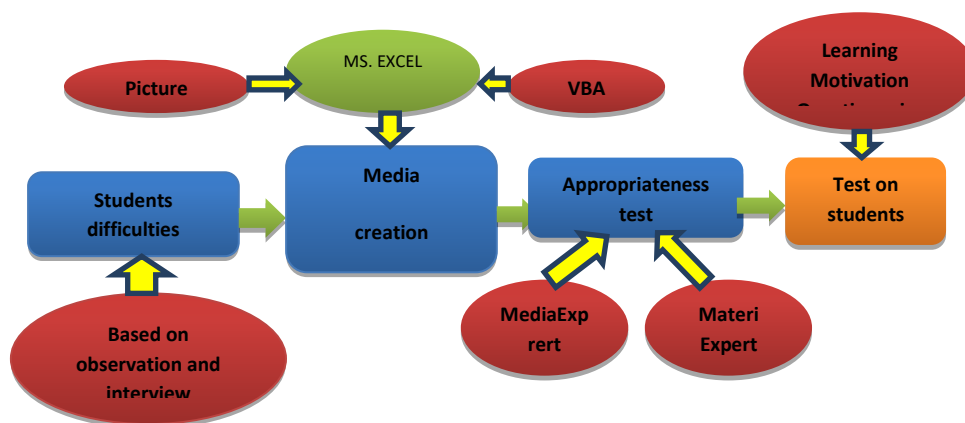 MS. EXCEL
Picture
VBA
Learning
Motivation
Students
difficulties
Media
creation
Appropriateness
test
Test on
students
Based on
observation and
interview
MediaExp
rert
Materi
Expert